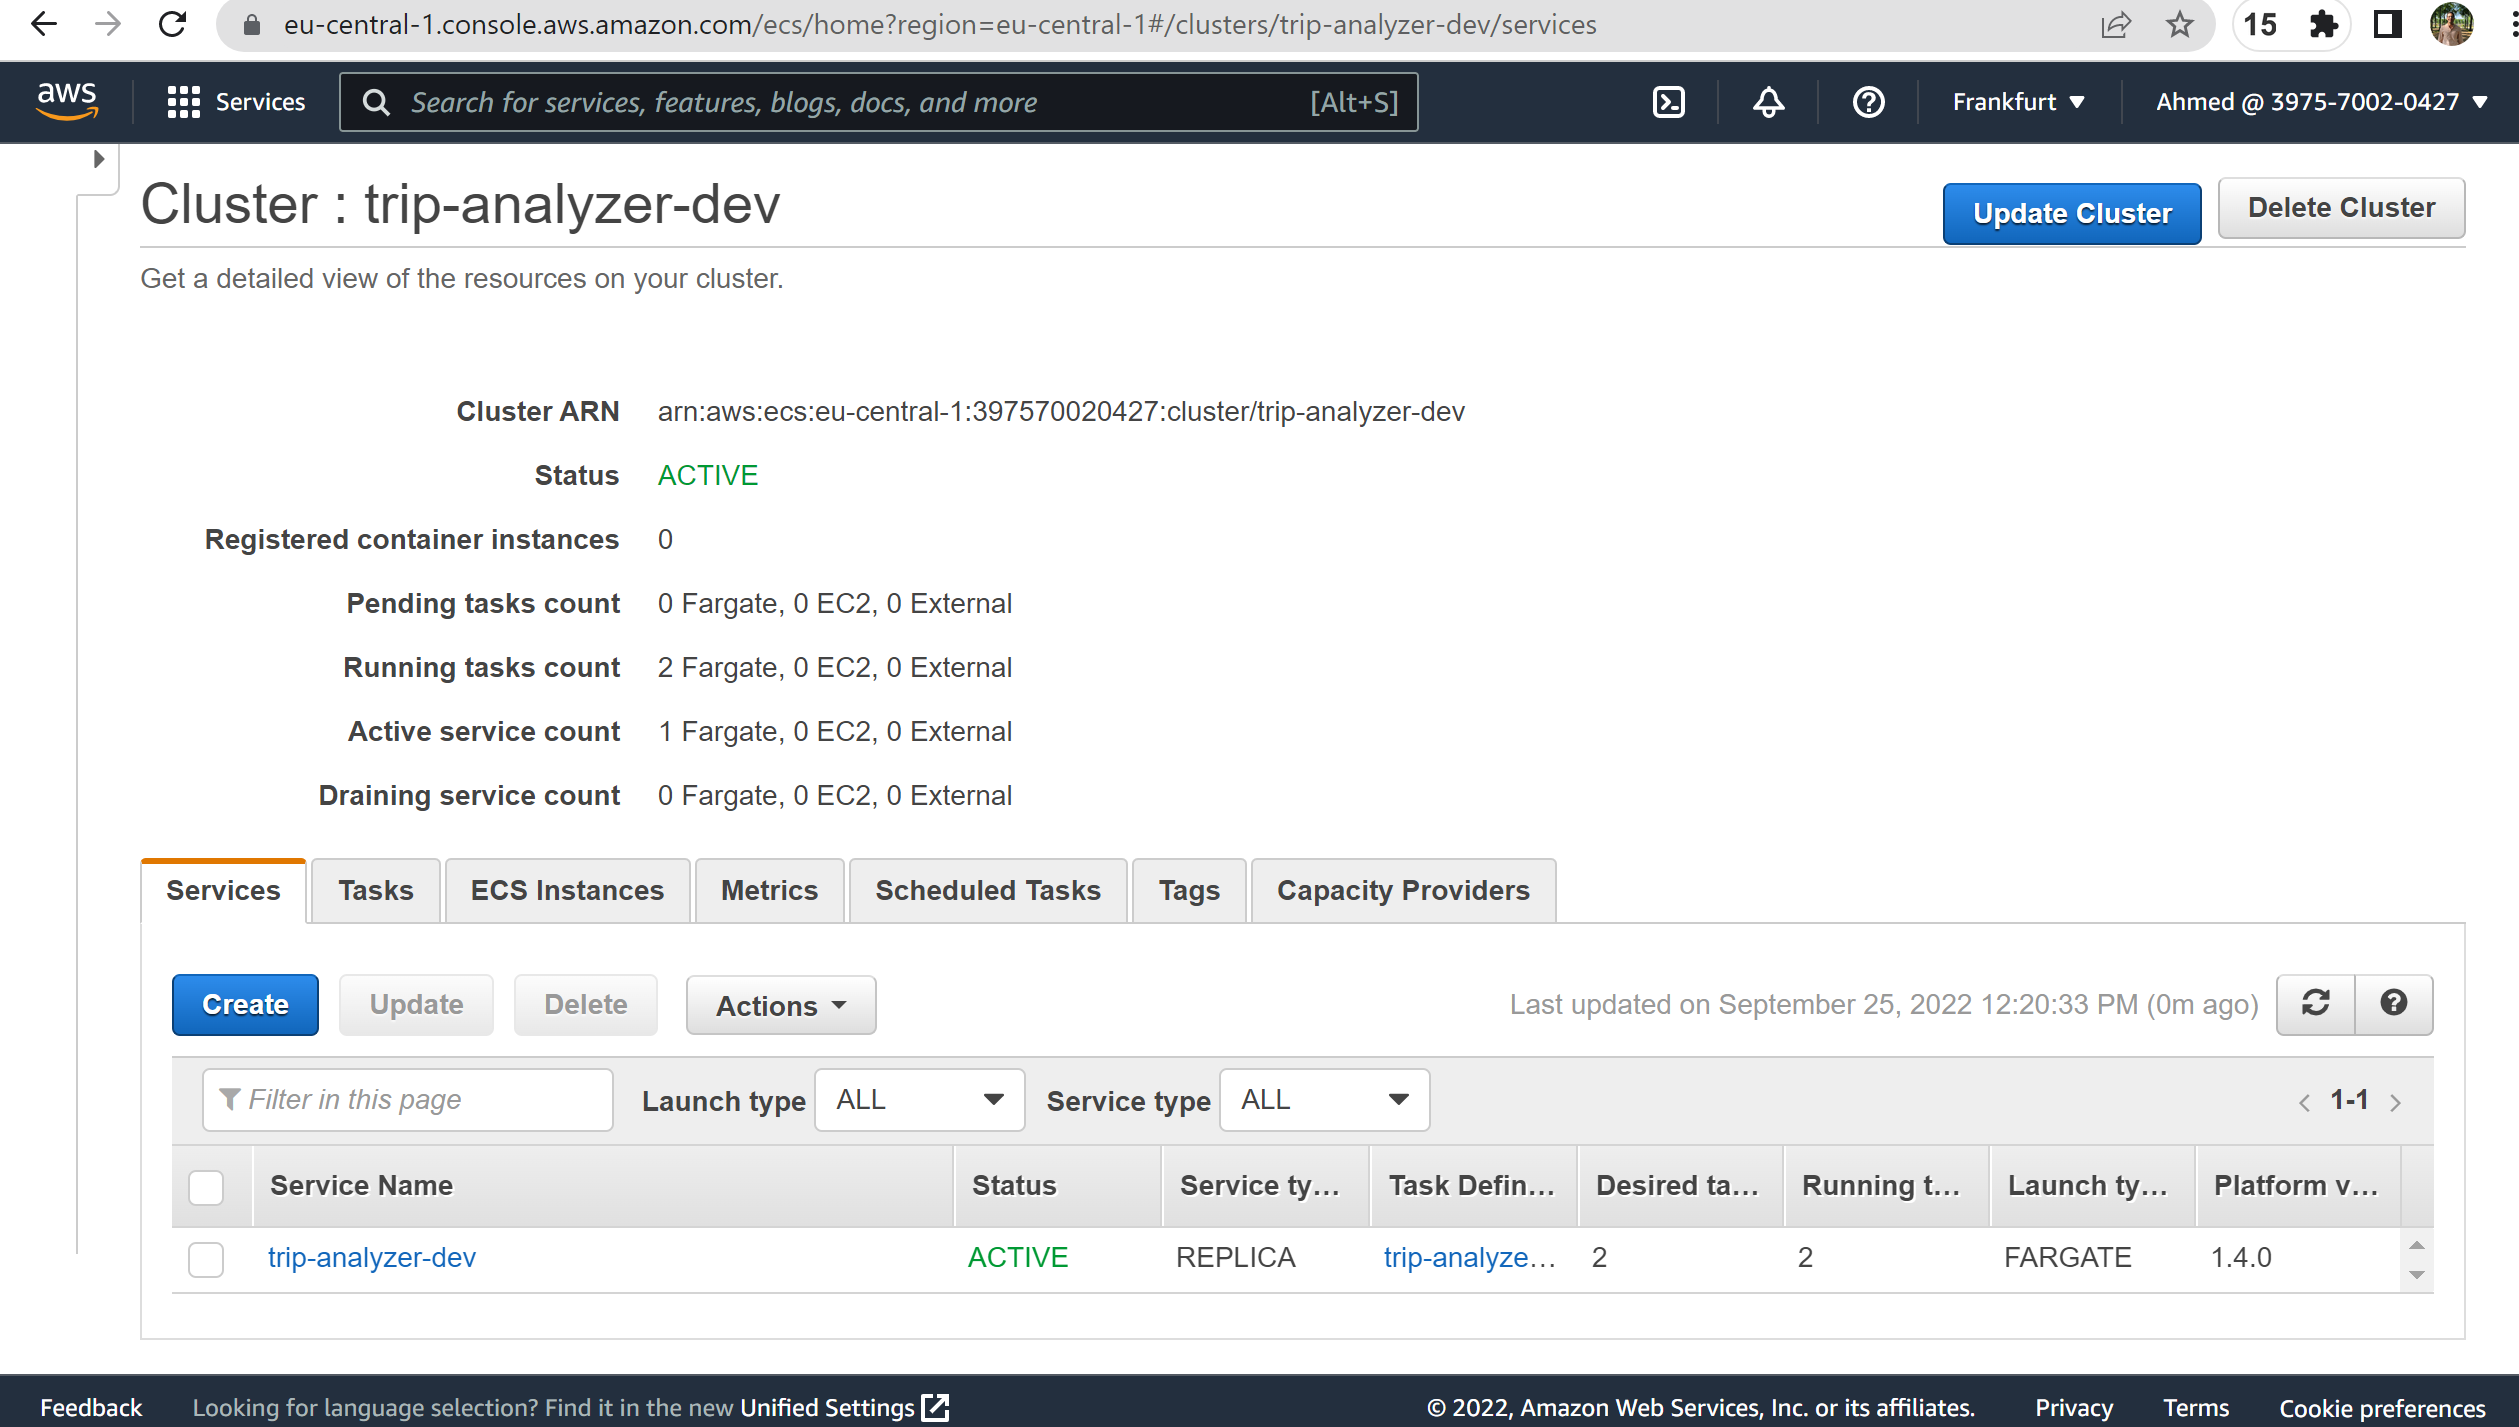 eu-central-1.console.aws.amazon.com/ecs/home?region=eu-central-1#/clusters/trip-analyzer-dev/services
15
aws
Services
Search for services, features, blogs, docs, and more
[Alt+S]
Frankfurt
Ahmed @ 3975-7002-0427
Cluster : trip-analyzer-dev
Update Cluster
Delete Cluster
Get a detailed view of the resources on your cluster.
Cluster ARN arn:aws:ecs:eu-central-1:397570020427:cluster/trip-analyzer-dev
Status ACTIVE
Registered container instances 0
Pending tasks count 0 Fargate, 0 EC2, 0 External
Running tasks count 2 Fargate, 0 EC2, 0 External
Active service count 1 Fargate, 0 EC2, 0 External
Draining service count 0 Fargate, 0 EC2, 0 External
Services Tasks ECS Instances Metrics Scheduled Tasks Tags Capacity Providers
Create Update Delete Actions Last updated on September 25, 2022 12:20:33 PM (0m ago)
Filter in this page Launch type ALL Service type ALL < 1-1 >
Service Name Status Service ty... Task Defin... Desired ta... Running t... Launch ty... Platform v...
trip-analyzer-dev ACTIVE REPLICA trip-analyze... 2 2 FARGATE 1.4.0
Feedback Looking for language selection? Find it in the new Unified Settings © 2022, Amazon Web Services, Inc. or its affiliates. Privacy Terms Cookie preferences